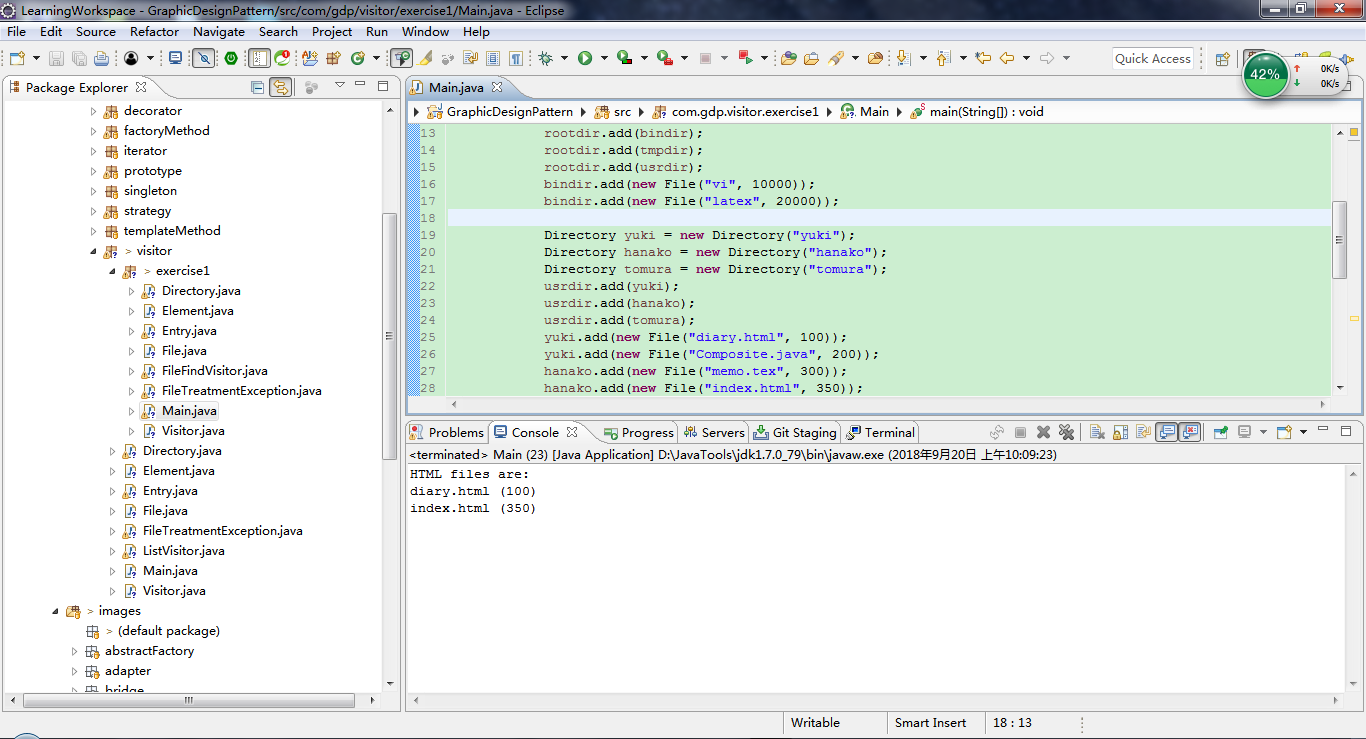 LearningWorkspace - GraphicDesignPattern/src/com/gdp/visitor/exercise1/Main.java - Eclipse
File Edit Source Refactor Navigate Search Project Run Window Help
Quick Access
42%
0K/s
0K/s
Package Explorer
decorator
factoryMethod
iterator
prototype
singleton
strategy
templateMethod
> visitor
> exercise1
Directory.java
Element.java
Entry.java
File.java
FileFindVisitor.java
FileTreatmentException.java
Main.java
Visitor.java
Directory.java
Element.java
Entry.java
File.java
FileTreatmentException.java
ListVisitor.java
Main.java
Visitor.java
> images
> (default package)
abstractFactory
adapter
bridge
Main.java
GraphicDesignPattern src com.gdp.visitor.exercise1 Main main(String[]) : void
13 rootdir.add(bindir);
14 rootdir.add(tmpdir);
15 rootdir.add(usrdir);
16 bindir.add(new File("vi", 10000));
17 bindir.add(new File("latex", 20000));
18
19 Directory yuki = new Directory("yuki");
20 Directory hanako = new Directory("hanako");
21 Directory tomura = new Directory("tomura");
22 usrdir.add(yuki);
23 usrdir.add(hanako);
24 usrdir.add(tomura);
25 yuki.add(new File("diary.html", 100));
26 yuki.add(new File("Composite.java", 200));
27 hanako.add(new File("memo.tex", 300));
28 hanako.add(new File("index.html", 350));
Problems Console Progress Servers Git Staging Terminal
<terminated> Main (23) [Java Application] D:\JavaTools\jdk1.7.0_79\bin\javaw.exe (2018年9月20日 上午10:09:23)
HTML files are:
diary.html (100)
index.html (350)
Writable Smart Insert 18 : 13